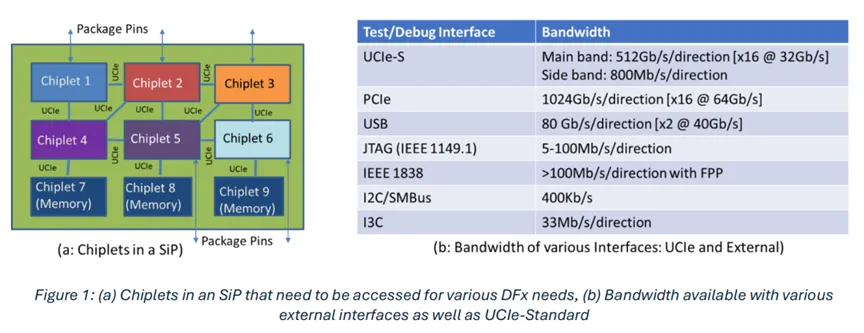 Package Pins
Chiplet 1
UCIe
Chiplet 2
UCIe
Chiplet 3
UCIe
UCIe
UCIe
UCIe
Chiplet 4
UCIe
Chiplet 5
UCIe
Chiplet 6
UCIe
UCIe
UCIe
Chiplet 7
(Memory)
Chiplet 8
(Memory)
Chiplet 9
(Memory)
Package Pins
(a: Chiplets in a SiP)
Test/Debug Interface Bandwidth
UCIe-S Main band: 512Gb/s/direction [x16 @ 32Gb/s]
Side band: 800Mb/s/direction
PCIe 1024Gb/s/direction [x16 @ 64Gb/s]
USB 80 Gb/s/direction [x2 @ 40Gb/s]
JTAG (IEEE 1149.1) 5-100Mb/s/direction
IEEE 1838 >100Mb/s/direction with FPP
I2C/SMBus 400Kb/s
I3C 33Mb/s/direction
(b: Bandwidth of various Interfaces: UCIe and External)
Figure 1: (a) Chiplets in an SiP that need to be accessed for various DFx needs, (b) Bandwidth available with various
external interfaces as well as UCIe-Standard